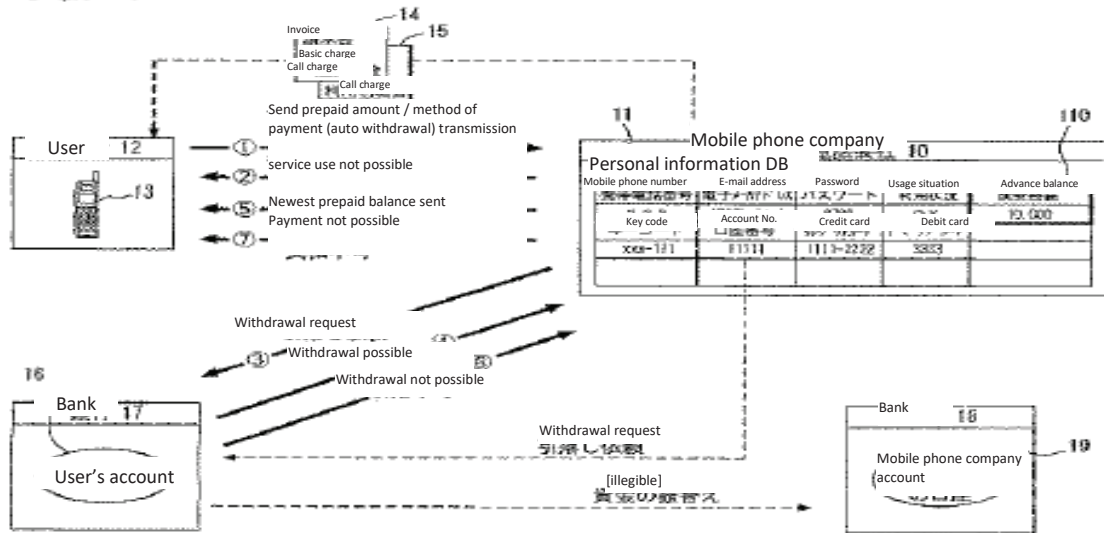 14
Invoice
15
Basic charge
Call charge
Call charge
Send prepaid amount / method of
payment (auto withdrawal) transmission
User 12
①
13
service use not possible
②
Newest prepaid balance sent
⑤
Payment not possible
⑦
11
110
Mobile phone company
10
Personal information DB
Mobile phone number E-mail address Password Usage situation Advance balance
10,000
Key code Account No. Credit card Debit card
xxx-121 11111 1111-2222 3333
Withdrawal request
③
Withdrawal possible
Withdrawal not possible
16
Bank
17
User's account
Withdrawal request
引落し依頼
[illegible]
Bank
18
19
Mobile phone company
account